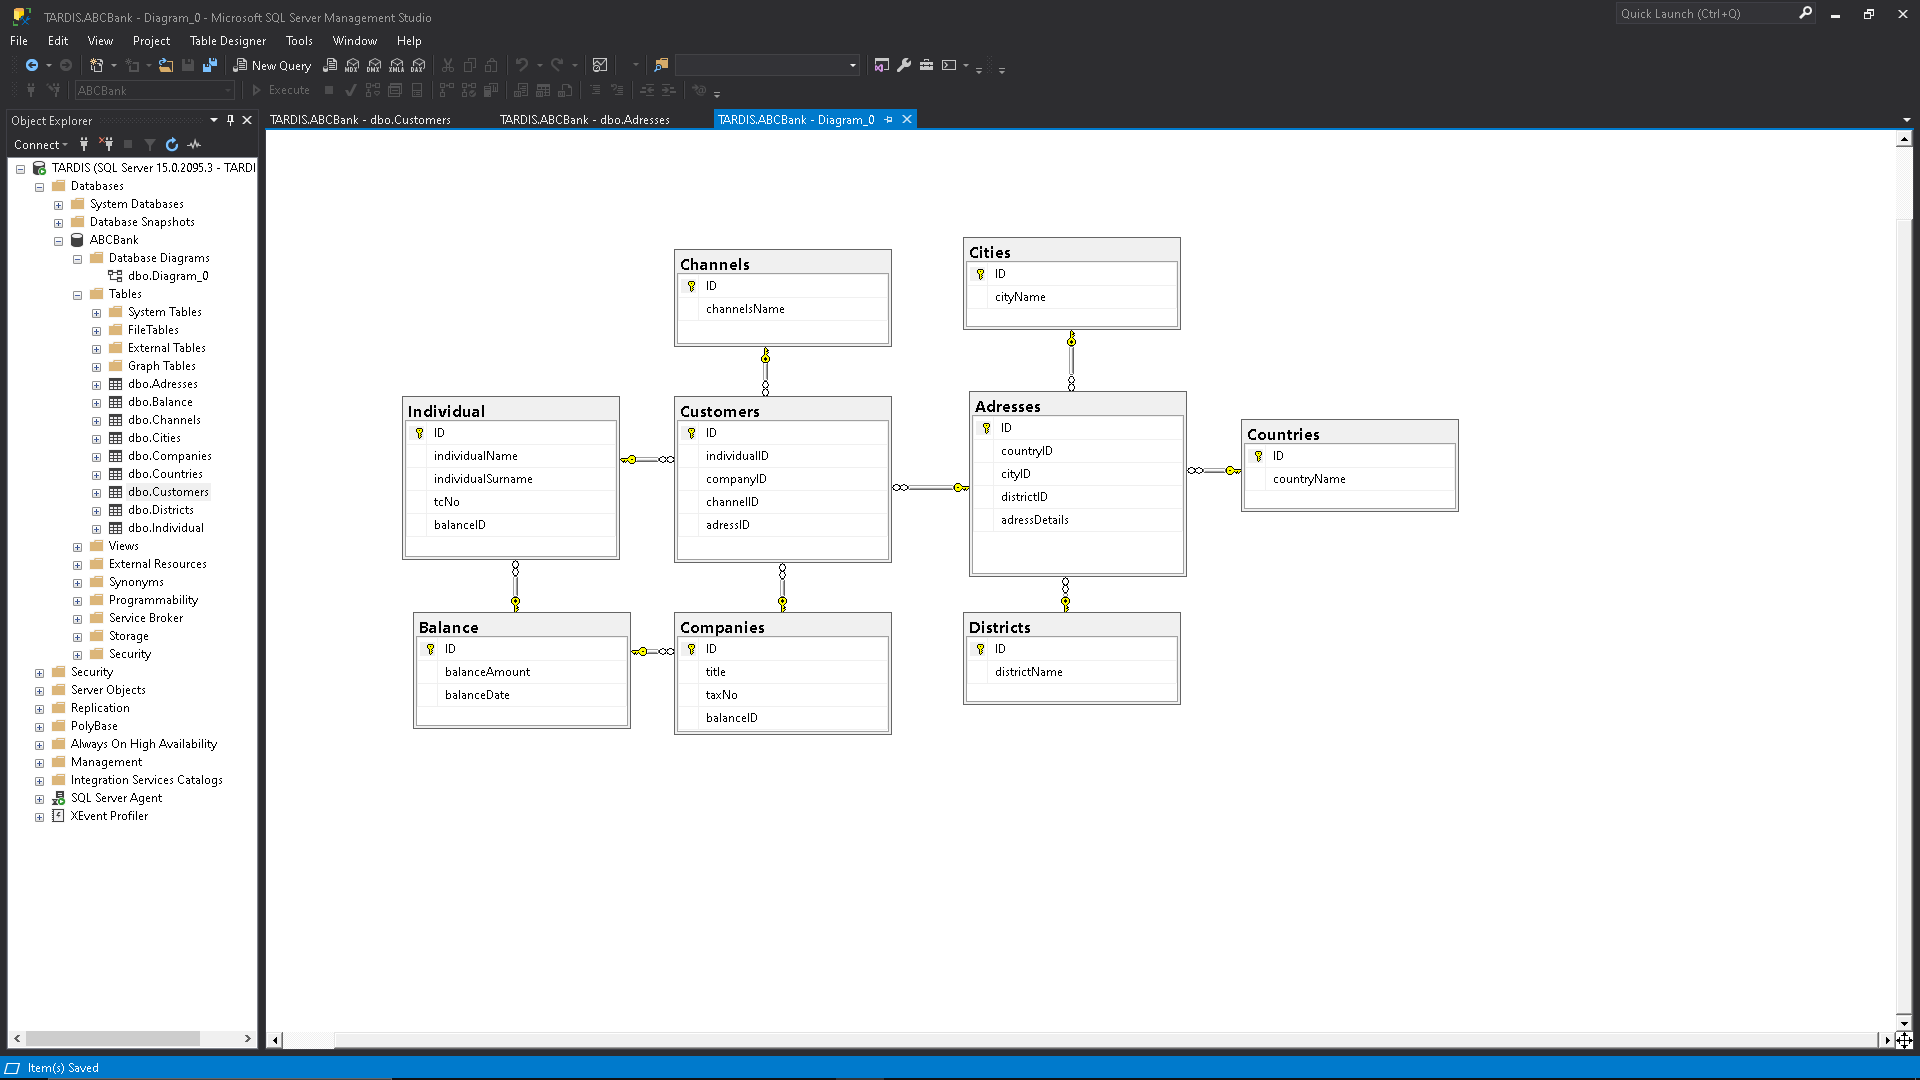 TARDIS.ABCBank - Diagram_0 - Microsoft SQL Server Management Studio
Quick Launch (Ctrl+Q)
File Edit View Project Table Designer Tools Window Help
New Query MDX DMX XMLA DAX
ABCBank Execute
Object Explorer
TARDIS.ABCBank - dbo.Customers TARDIS.ABCBank - dbo.Adresses TARDIS.ABCBank - Diagram_0
Connect
TARDIS (SQL Server 15.0.2095.3 - TARDI
Databases
System Databases
Database Snapshots
ABCBank
Database Diagrams
dbo.Diagram_0
Tables
System Tables
FileTables
External Tables
Graph Tables
dbo.Adresses
dbo.Balance
dbo.Channels
dbo.Cities
dbo.Companies
dbo.Countries
dbo.Customers
dbo.Districts
dbo.Individual
Views
External Resources
Synonyms
Programmability
Service Broker
Storage
Security
Security
Server Objects
Replication
PolyBase
Always On High Availability
Management
Integration Services Catalogs
SQL Server Agent
XEvent Profiler
Channels
ID
channelsName
Cities
ID
cityName
Individual
ID
individualName
individualSurname
tcNo
balanceID
Customers
ID
individualID
companyID
channelID
adressID
Adresses
ID
countryID
cityID
districtID
adressDetails
Countries
ID
countryName
Balance
ID
balanceAmount
balanceDate
Companies
ID
title
taxNo
balanceID
Districts
ID
districtName
Item(s) Saved